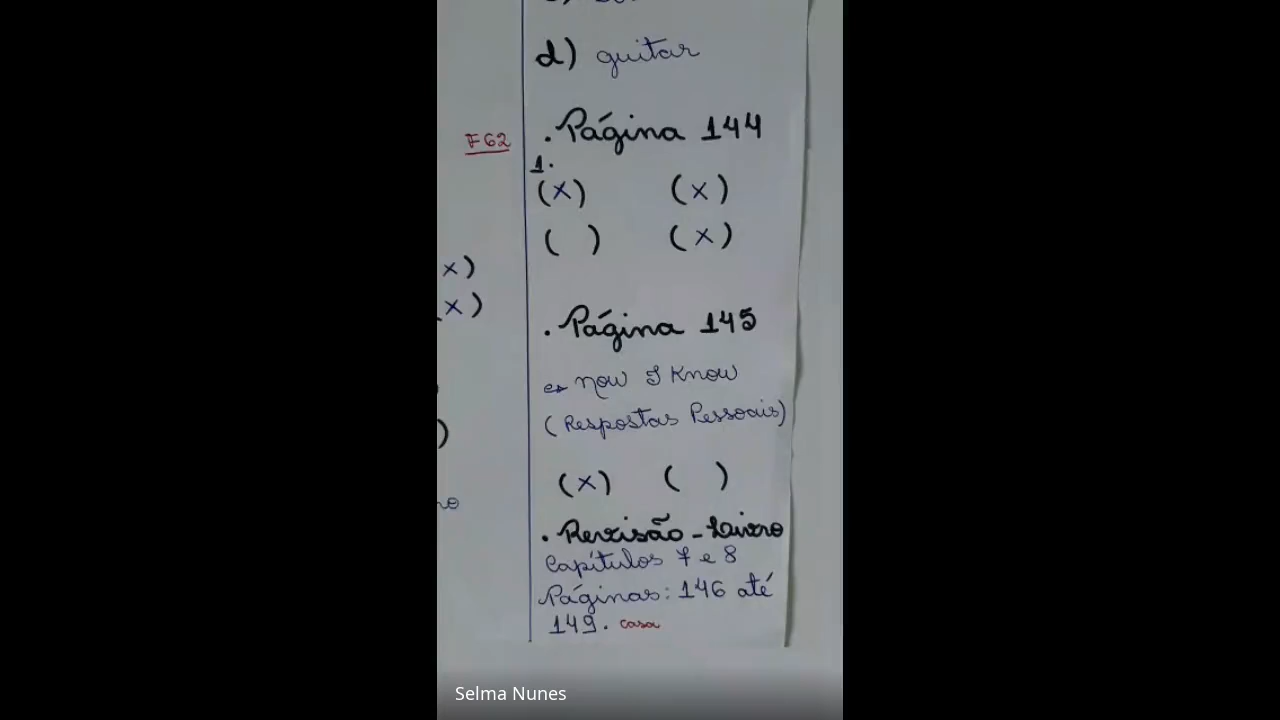 d) guitar
F62
. Página 144
1.
(x) (x)
( ) (x)
x)
x)
. Página 145
Now I Know
(Respostas Pessoais)
)
(x) ( )
. Revisão - Livro
Capítulos 7 e 8
Páginas: 146 até
149. casa
Selma Nunes